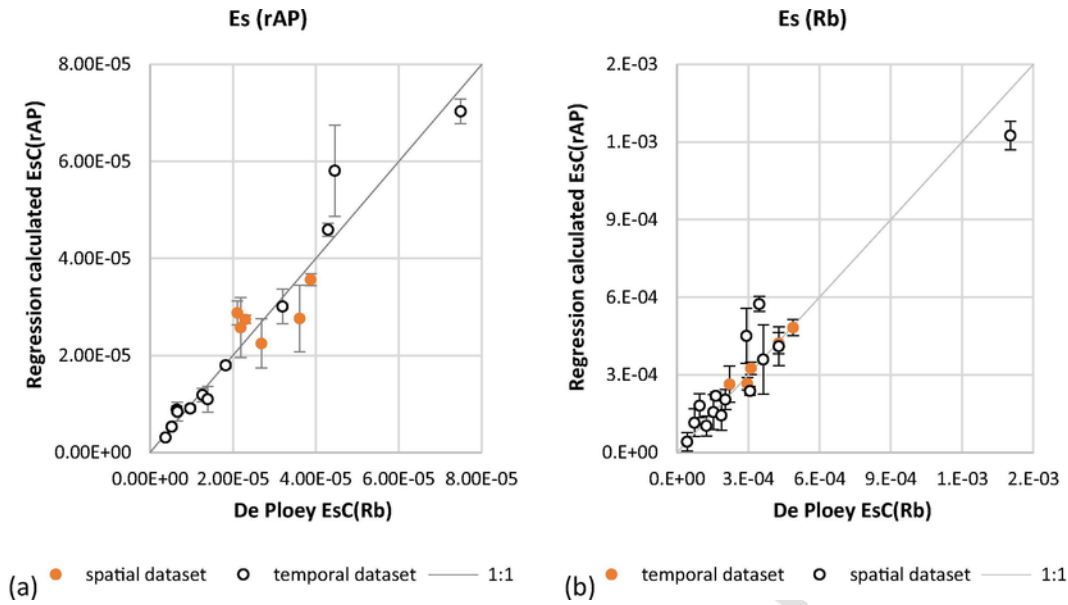 Es (rAP)
Regression calculated EsC(rAP)
8.00E-05
6.00E-05
4.00E-05
2.00E-05
0.00E+00
0.00E+00 2.00E-05 4.00E-05 6.00E-05 8.00E-05
De Ploey EsC(Rb)
(a) spatial dataset temporal dataset 1:1
Es (Rb)
Regression calculated EsC(rAP)
2.E-03
1.E-03
9.E-04
6.E-04
3.E-04
0.E+00
0.E+00 3.E-04 6.E-04 9.E-04 1.E-03 2.E-03
De Ploey EsC(Rb)
(b) temporal dataset spatial dataset 1:1